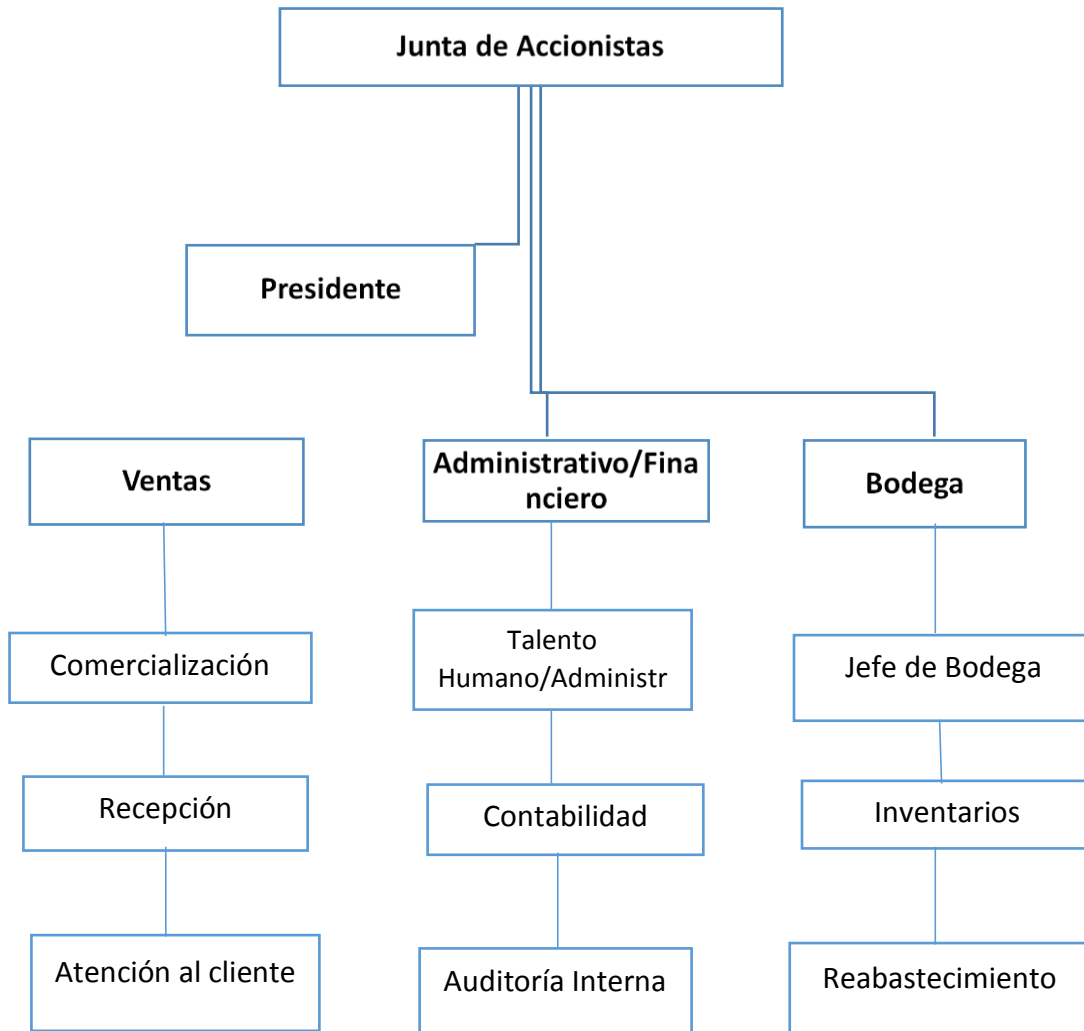 Junta de Accionistas
Presidente
Ventas
Administrativo/Fina
nciero
Bodega
Comercialización
Talento
Humano/Administr
Jefe de Bodega
Recepción
Contabilidad
Inventarios
Atención al cliente
Auditoría Interna
Reabastecimiento